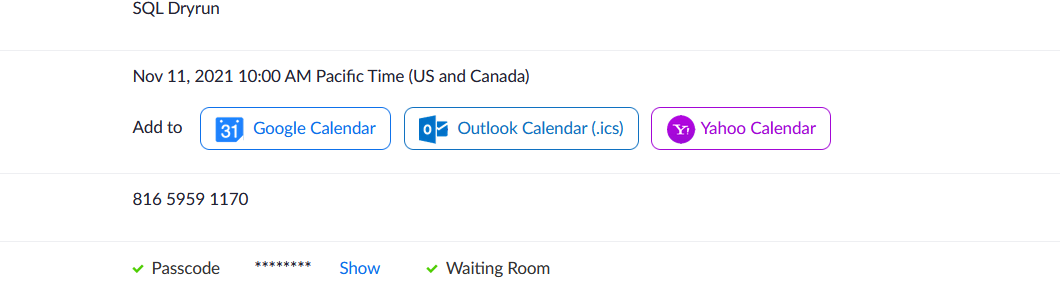 SQL Dryrun
Nov 11, 2021 10:00 AM Pacific Time (US and Canada)
Add to 31 Google Calendar O Outlook Calendar (.ics) Y! Yahoo Calendar
816 5959 1170
Passcode ******** Show Waiting Room